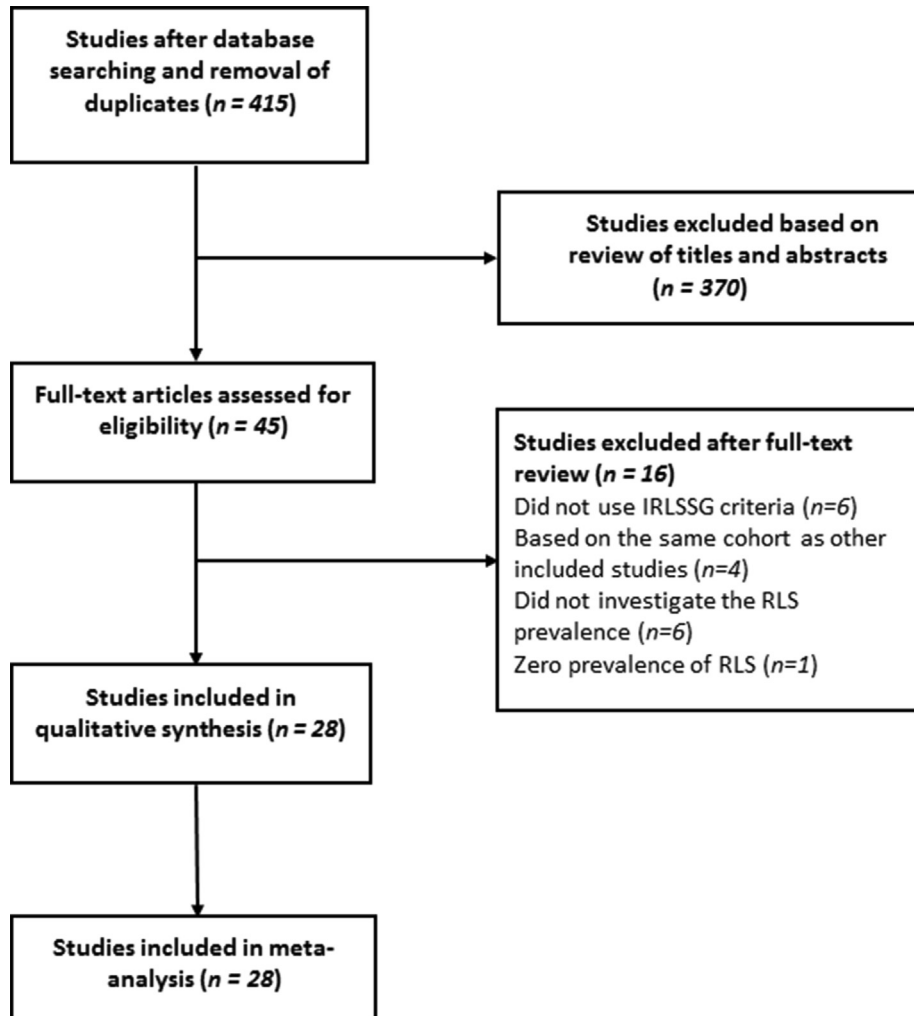 Studies after database
searching and removal of
duplicates (n = 415)
Studies excluded based on
review of titles and abstracts
(n = 370)
Full-text articles assessed for
eligibility (n = 45)
Studies excluded after full-text
review (n = 16)
Did not use IRLSSG criteria (n=6)
Based on the same cohort as other
included studies (n=4)
Did not investigate the RLS
prevalence (n=6)
Zero prevalence of RLS (n=1)
Studies included in
qualitative synthesis (n = 28)
Studies included in meta-
analysis (n = 28)